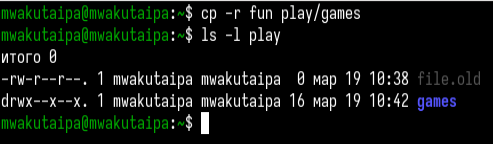 mwakutaipa@mwakutaipa:~$ cp -r fun play/games
mwakutaipa@mwakutaipa:~$ ls -l play
итого 0
-rw-r--r--. 1 mwakutaipa mwakutaipa  0 мар 19 10:38 file.old
drwx--x--x. 1 mwakutaipa mwakutaipa 16 мар 19 10:42 games
mwakutaipa@mwakutaipa:~$